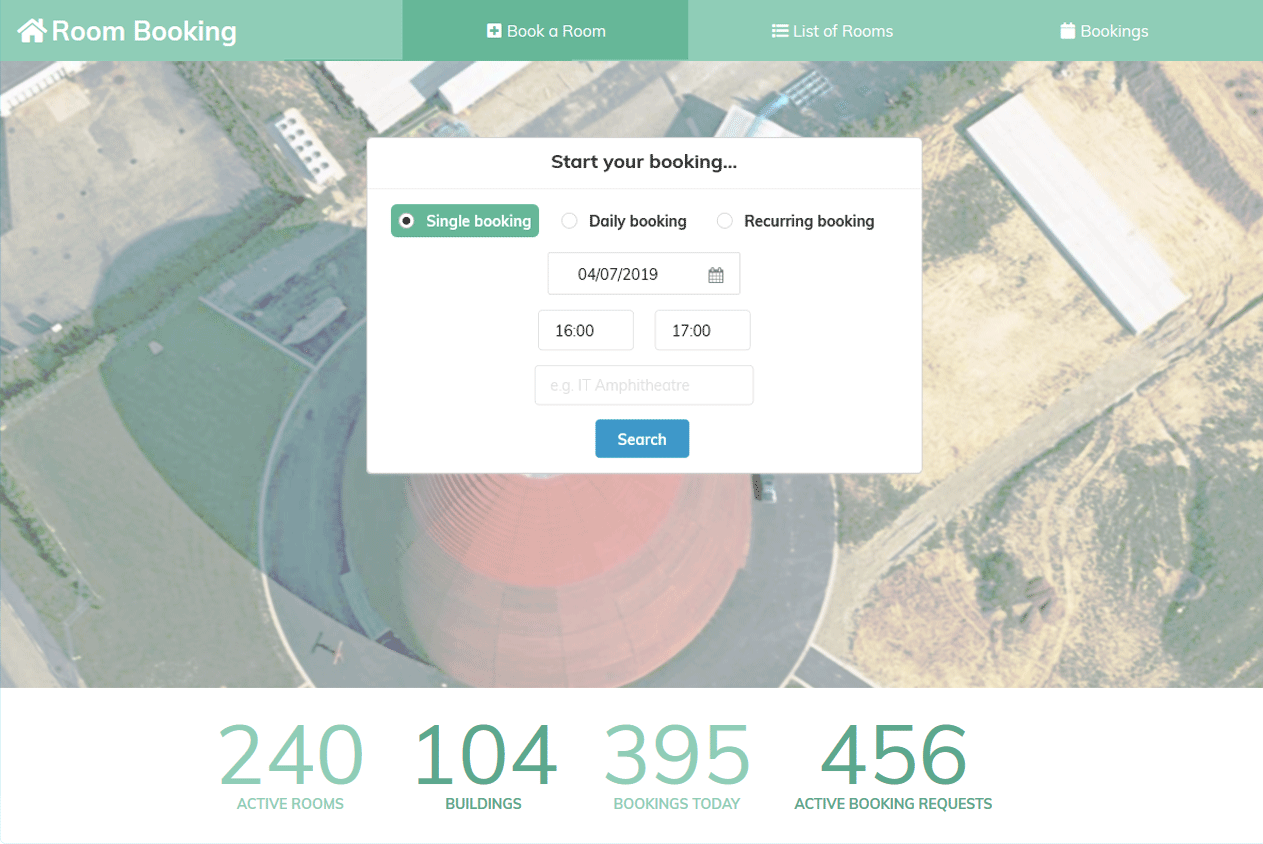 Room Booking
Book a Room
List of Rooms
Bookings
Start your booking...
Single booking
Daily booking
Recurring booking
04/07/2019
16:00
17:00
e.g. IT Amphitheatre
Search
240
ACTIVE ROOMS
104
BUILDINGS
395
BOOKINGS TODAY
456
ACTIVE BOOKING REQUESTS